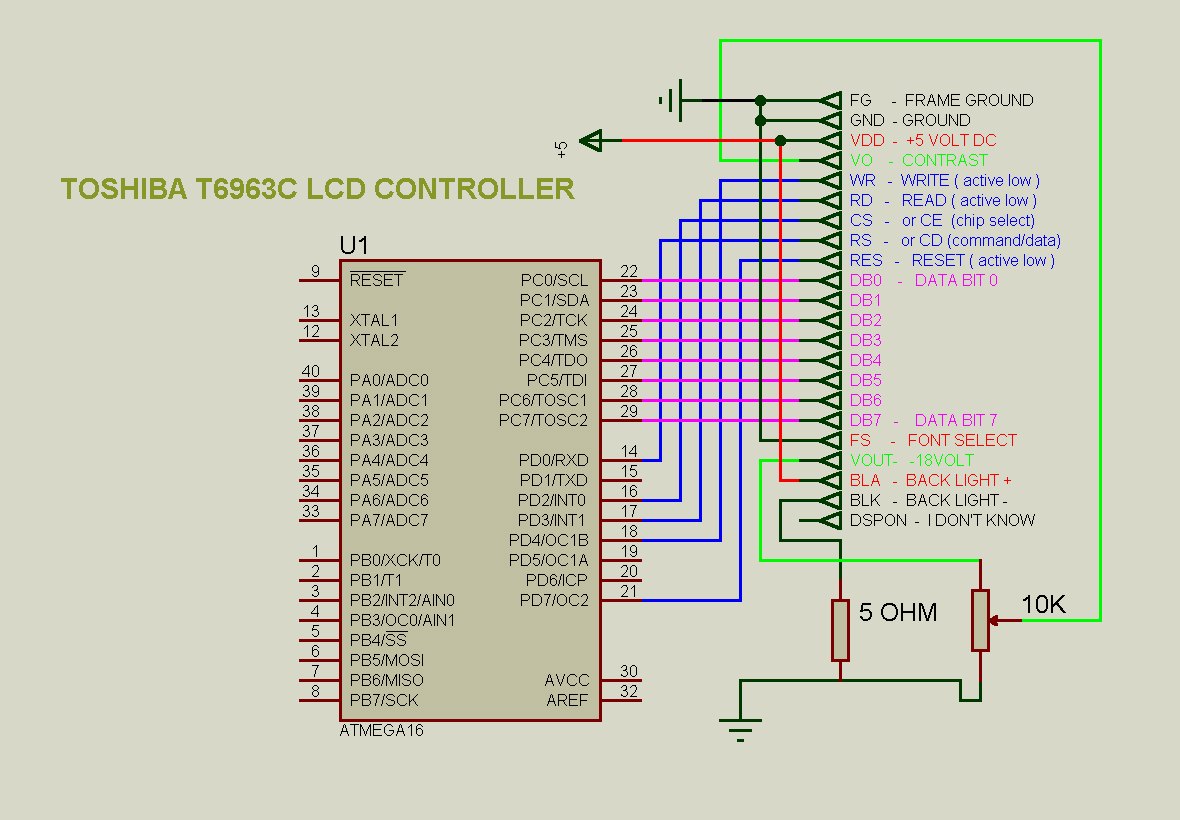 TOSHIBA T6963C LCD CONTROLLER
+5
FG - FRAME GROUND
GND - GROUND
VDD - +5 VOLT DC
VO - CONTRAST
WR - WRITE ( active low )
RD - READ ( active low )
CS - or CE (chip select)
RS - or CD (command/data)
RES - RESET ( active low )
DB0 - DATA BIT 0
DB1
DB2
DB3
DB4
DB5
DB6
DB7 - DATA BIT 7
FS - FONT SELECT
VOUT- -18VOLT
BLA - BACK LIGHT +
BLK - BACK LIGHT -
DSPON - I DON'T KNOW
U1
9 RESET
13 XTAL1
12 XTAL2
40 PA0/ADC0
39 PA1/ADC1
38 PA2/ADC2
37 PA3/ADC3
36 PA4/ADC4
35 PA5/ADC5
34 PA6/ADC6
33 PA7/ADC7
1 PB0/XCK/T0
2 PB1/T1
3 PB2/INT2/AIN0
4 PB3/OC0/AIN1
5 PB4/SS
6 PB5/MOSI
7 PB6/MISO
8 PB7/SCK
PC0/SCL 22
PC1/SDA 23
PC2/TCK 24
PC3/TMS 25
PC4/TDO 26
PC5/TDI 27
PC6/TOSC1 28
PC7/TOSC2 29
PD0/RXD 14
PD1/TXD 15
PD2/INT0 16
PD3/INT1 17
PD4/OC1B 18
PD5/OC1A 19
PD6/ICP 20
PD7/OC2 21
AVCC 30
AREF 32
ATMEGA16
5 OHM
10K